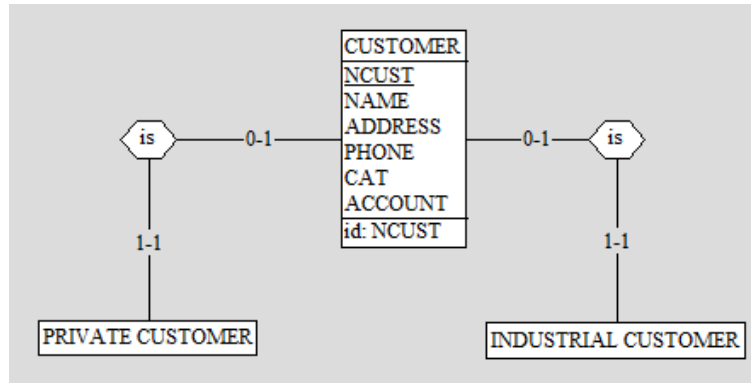 CUSTOMER
NCUST
NAME
ADDRESS
PHONE
CAT
ACCOUNT
id: NCUST
is
0-1
0-1
is
1-1
1-1
PRIVATE CUSTOMER
INDUSTRIAL CUSTOMER